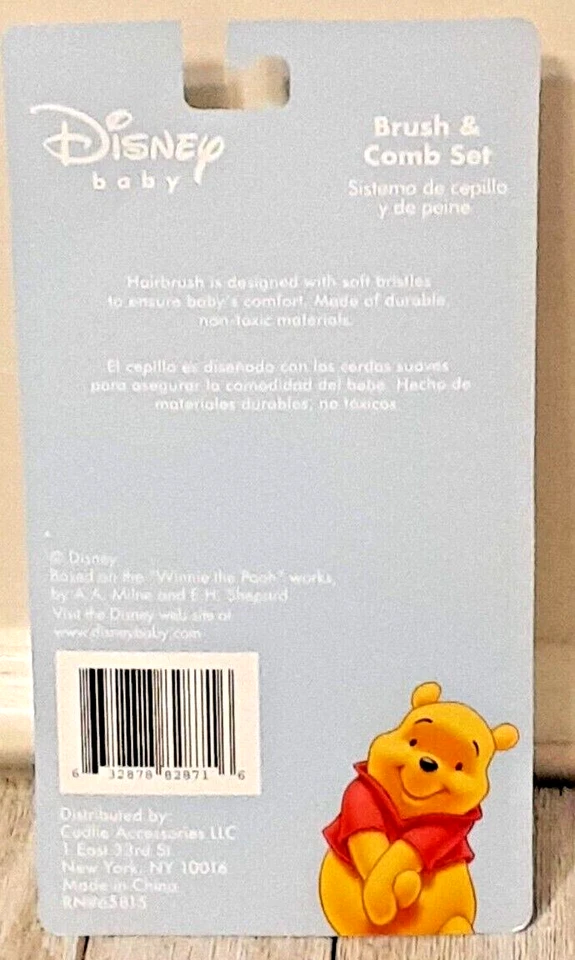 Disney
baby
Brush &
Comb Set
Sistema de cepillo
y de peine
Hairbrush is designed with soft bristles
to ensure baby's comfort. Made of durable,
non-toxic materials.
El cepillo es diseñado con las cerdas suaves
para asegurar la comodidad del bebe. Hecho de
materiales durables, no tóxicos.
© Disney
Based on the "Winnie the Pooh" works,
by A.A. Milne and E.H. Shepard
Visit the Disney web site at
www.disneybaby.com
6 32878 82871 6
Distributed by:
Cudlie Accessories LLC
1 East 33rd St
New York, NY 10016
Made in China
RN#65815